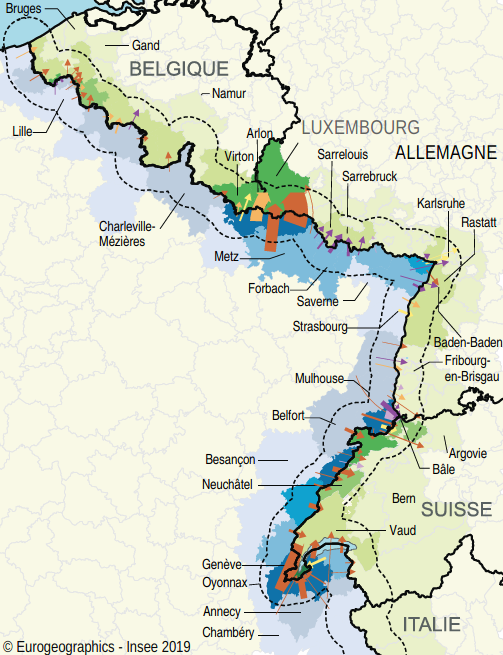 Bruges
Gand
BELGIQUE
Namur
Lille
Arlon
LUXEMBOURG
Virton
Sarrelouis
ALLEMAGNE
Sarrebruck
Karlsruhe
Rastatt
Charleville-
Mézières
Metz
Forbach
Saverne
Strasbourg
Baden-Baden
Fribourg-
en-Brisgau
Mulhouse
Belfort
Argovie
Besançon
Bâle
Neuchâtel
Bern
SUISSE
Vaud
Genève
Oyonnax
Annecy
ITALIE
Chambéry
© Eurogeographics - Insee 2019